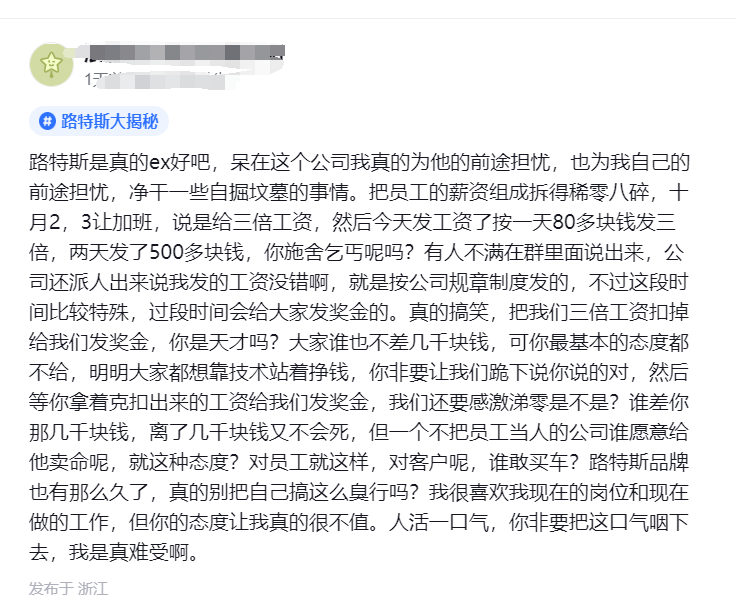 路特斯大揭秘
路特斯是真的ex好吧，呆在这个公司我真的为他的前途担忧，也为我自己的
前途担忧，净干一些自掘坟墓的事情。把员工的薪资组成拆得稀零八碎，十
月2，3让加班，说是给三倍工资，然后今天发工资了按一天80多块钱发三
倍，两天发了500多块钱，你施舍乞丐呢吗？有人不满在群里面说出来，公
司还派人出来说我发的工资没错啊，就是按公司规章制度发的，不过这段时
间比较特殊，过段时间会给大家发奖金的。真的搞笑，把我们三倍工资扣掉
给我们发奖金，你是天才吗？大家谁也不差几千块钱，可你最基本的态度都
不给，明明大家都想靠技术站着挣钱，你非要让我们跪下说你说的对，然后
等你拿着克扣出来的工资给我们发奖金，我们还要感激涕零是不是？谁差你
那几千块钱，离了几千块钱又不会死，但一个不把员工当人的公司谁愿意给
他卖命呢，就这种态度？对员工就这样，对客户呢，谁敢买车？路特斯品牌
也有那么久了，真的别把自己搞这么臭行吗？我很喜欢我现在的岗位和现在
做的工作，但你的态度让我真的很不值。人活一口气，你非要把这口气咽下
去，我是真难受啊。
发布于 浙江